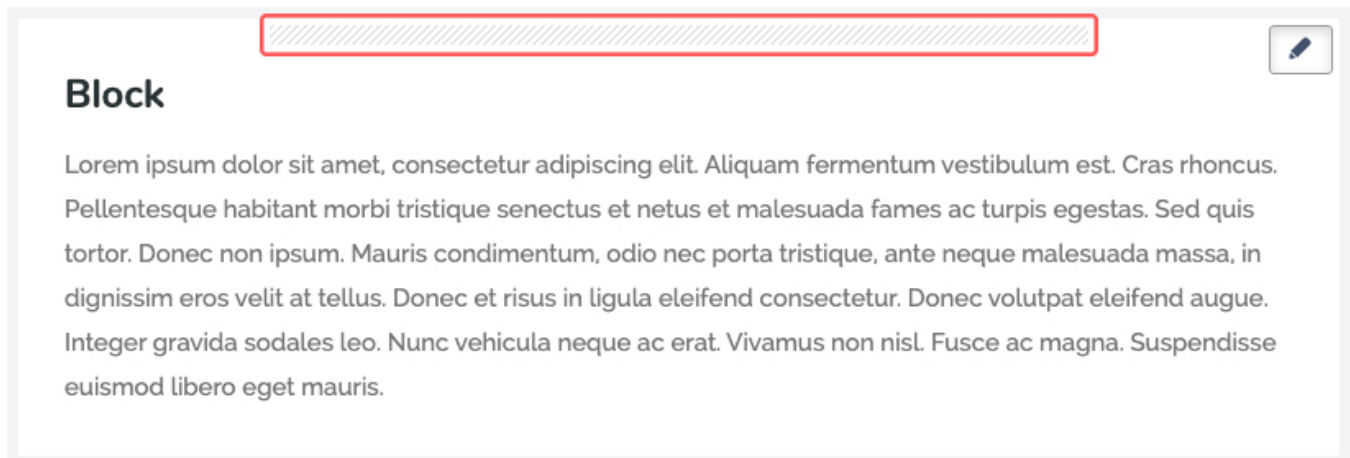 Block
Lorem ipsum dolor sit amet, consectetur adipiscing elit. Aliquam fermentum vestibulum est. Cras rhoncus.
Pellentesque habitant morbi tristique senectus et netus et malesuada fames ac turpis egestas. Sed quis
tortor. Donec non ipsum. Mauris condimentum, odio nec porta tristique, ante neque malesuada massa, in
dignissim eros velit at tellus. Donec et risus in ligula eleifend consectetur. Donec volutpat eleifend augue.
Integer gravida sodales leo. Nunc vehicula neque ac erat. Vivamus non nisl. Fusce ac magna. Suspendisse
euismod libero eget mauris.